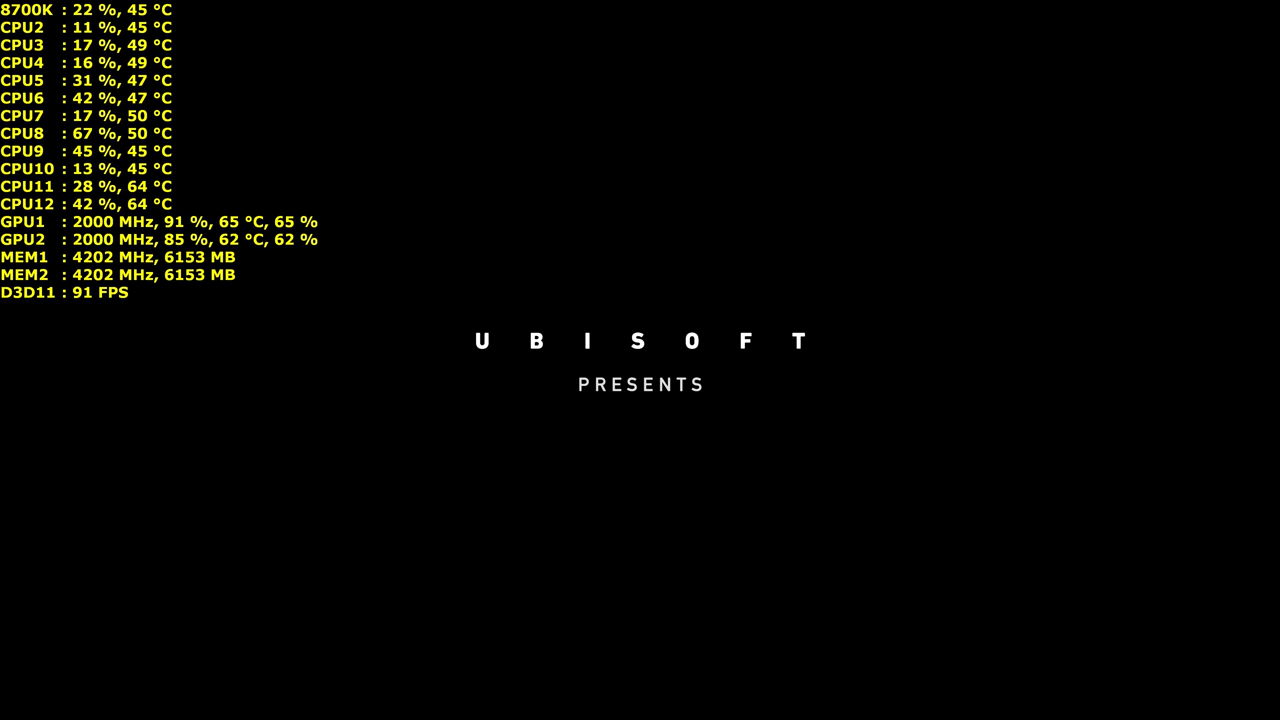 8700K : 22 %, 45 °C
CPU2 : 11 %, 45 °C
CPU3 : 17 %, 49 °C
CPU4 : 16 %, 49 °C
CPU5 : 31 %, 47 °C
CPU6 : 42 %, 47 °C
CPU7 : 17 %, 50 °C
CPU8 : 67 %, 50 °C
CPU9 : 45 %, 45 °C
CPU10 : 13 %, 45 °C
CPU11 : 28 %, 64 °C
CPU12 : 42 %, 64 °C
GPU1 : 2000 MHz, 91 %, 65 °C, 65 %
GPU2 : 2000 MHz, 85 %, 62 °C, 62 %
MEM1 : 4202 MHz, 6153 MB
MEM2 : 4202 MHz, 6153 MB
D3D11 : 91 FPS
UBISOFT
PRESENTS